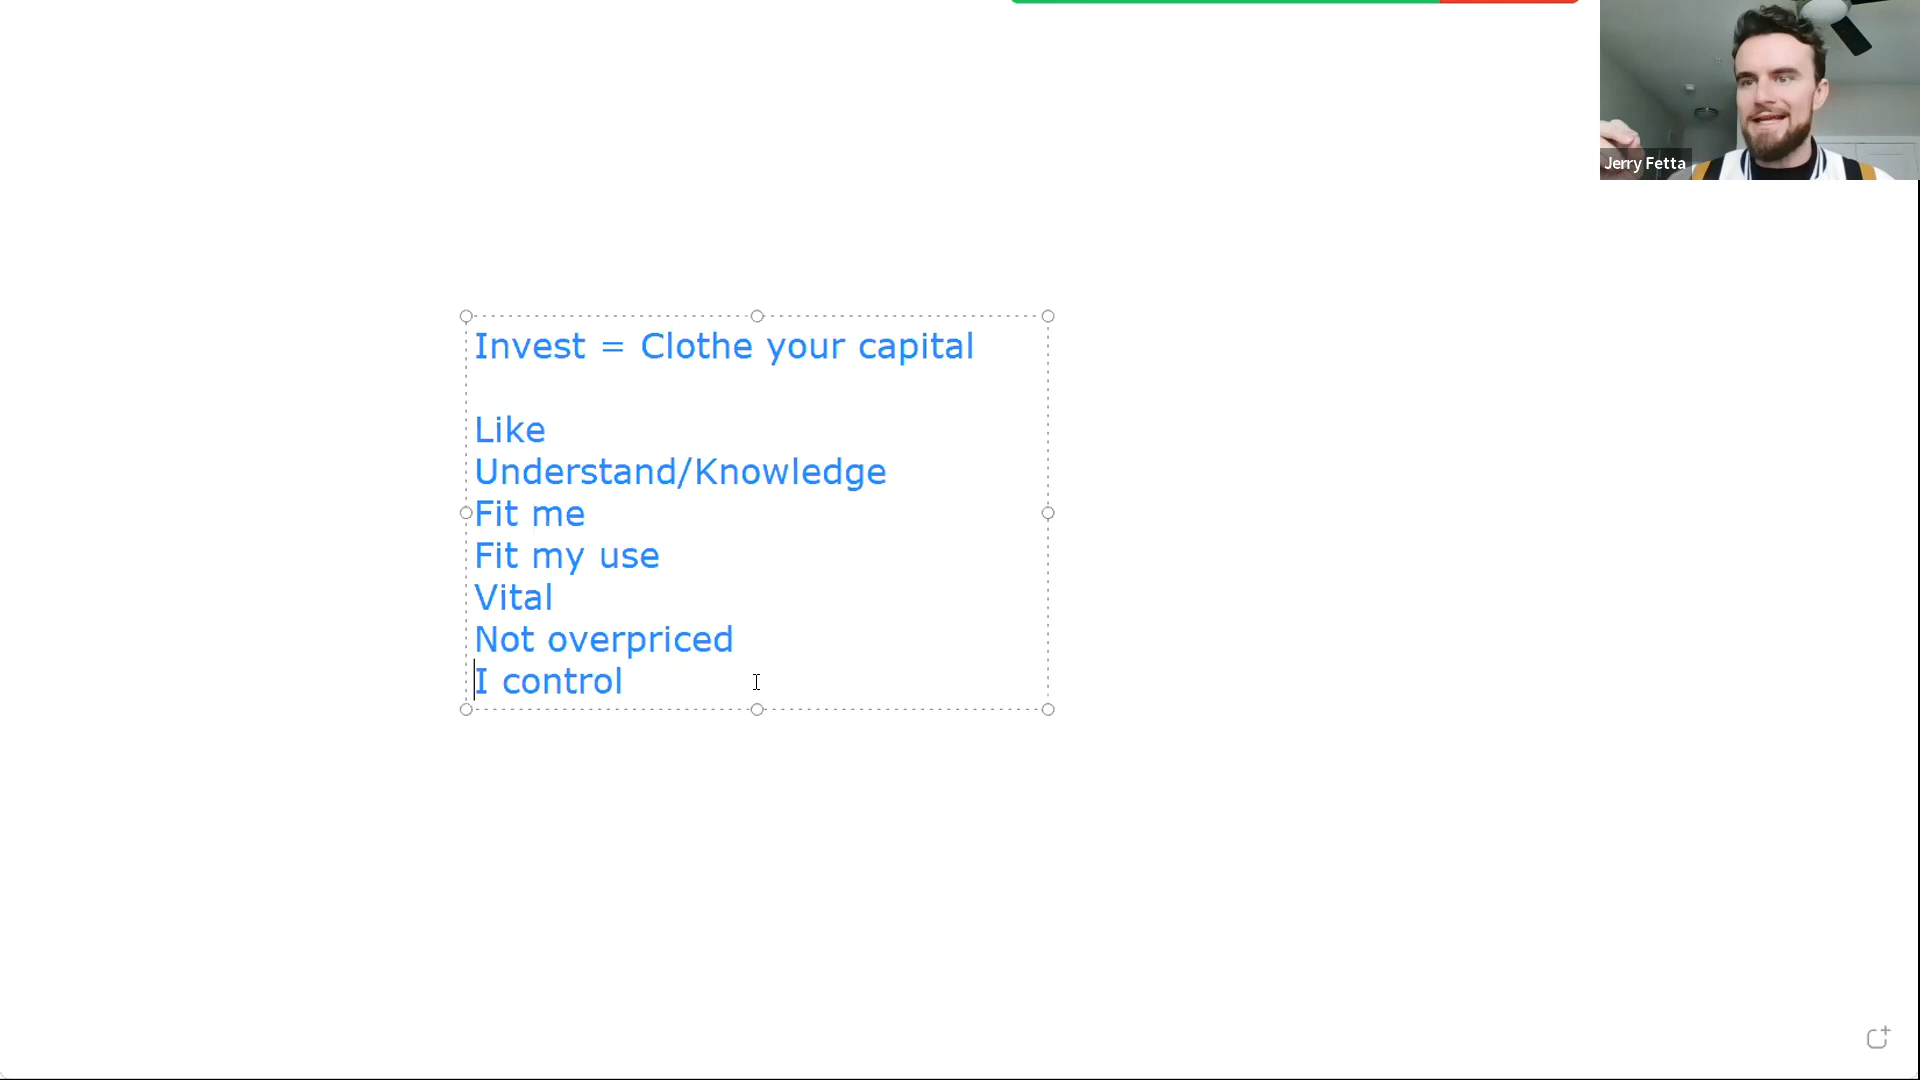 Jerry Fetta
Invest = Clothe your capital
Like
Understand/Knowledge
Fit me
Fit my use
Vital
Not overpriced
I control